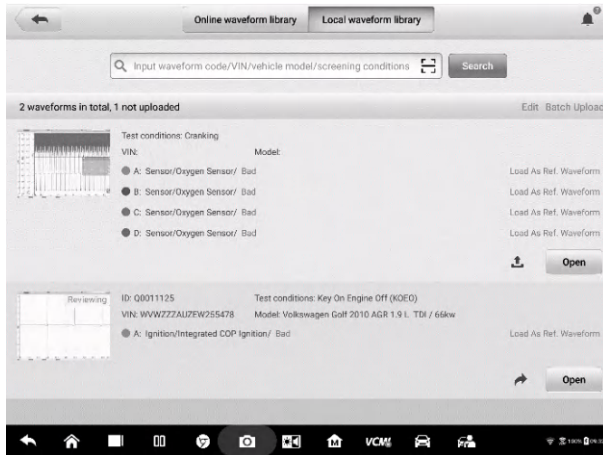 Online waveform library Local waveform library
Input waveform code/VIN/vehicle model/screening conditions Search
2 waveforms in total, 1 not uploaded Edit Batch Upload
Test conditions: Cranking
VIN: Model:
A: Sensor/Oxygen Sensor/ Bad Load As Ref. Waveform
B: Sensor/Oxygen Sensor/ Bad Load As Ref. Waveform
C: Sensor/Oxygen Sensor/ Bad Load As Ref. Waveform
D: Sensor/Oxygen Sensor/ Bad Load As Ref. Waveform
Open
Reviewing ID: Q0011125 Test conditions: Key On Engine Off (KOEO)
VIN: WVWZZZAUZEW255478 Model: Volkswagen Golf 2010 AGR 1.9 L TDI / 66kw
A: Ignition/Integrated COP Ignition/ Bad Load As Ref. Waveform
Open
M VCMI 100%